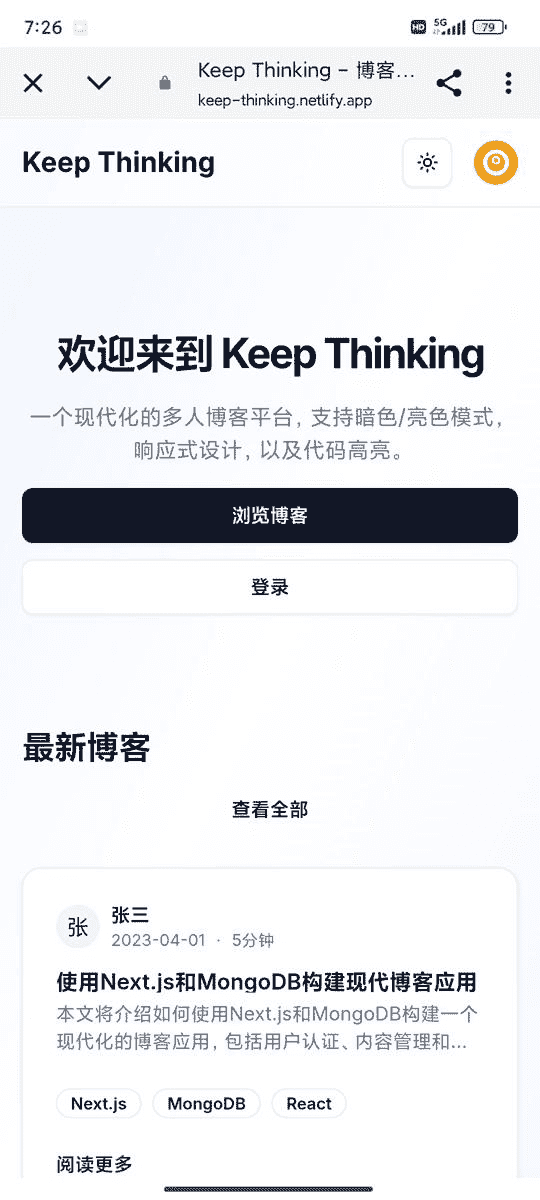 7:26
HD 5G 79
Keep Thinking - 博客...
keep-thinking.netlify.app
Keep Thinking
欢迎来到 Keep Thinking
一个现代化的多人博客平台，支持暗色/亮色模式，
响应式设计，以及代码高亮。
浏览博客
登录
最新博客
查看全部
张
张三
2023-04-01 · 5分钟
使用Next.js和MongoDB构建现代博客应用
本文将介绍如何使用Next.js和MongoDB构建一个
现代化的博客应用，包括用户认证、内容管理和...
Next.js MongoDB React
阅读更多